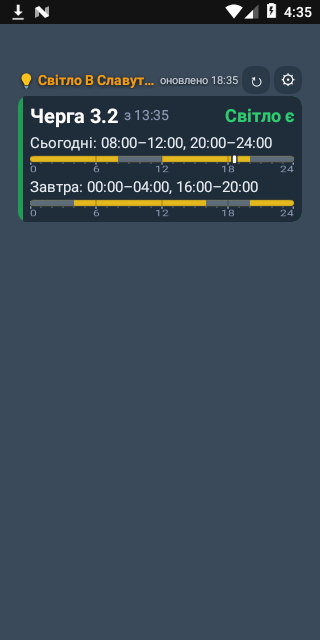 4:35
Світло В Славут… оновлено 18:35
Черга 3.2 з 13:35 Світло є
Сьогодні: 08:00–12:00, 20:00–24:00
0 6 12 18 24
Завтра: 00:00–04:00, 16:00–20:00
0 6 12 18 24